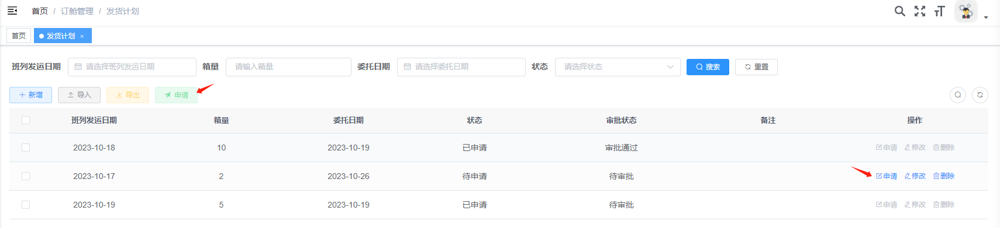 首页 / 订舱管理 / 发货计划
首页 发货计划 ×
班列发运日期 请选择班列发运日期 箱量 请输入箱量 委托日期 请选择委托日期 状态 请选择状态 搜索 重置
新增 导入 导出 申请
班列发运日期 箱量 委托日期 状态 审批状态 备注 操作
2023-10-18 10 2023-10-19 已申请 审批通过 申请 修改 删除
2023-10-17 2 2023-10-26 待申请 待审批 申请 修改 删除
2023-10-19 5 2023-10-19 已申请 待审批 申请 修改 删除